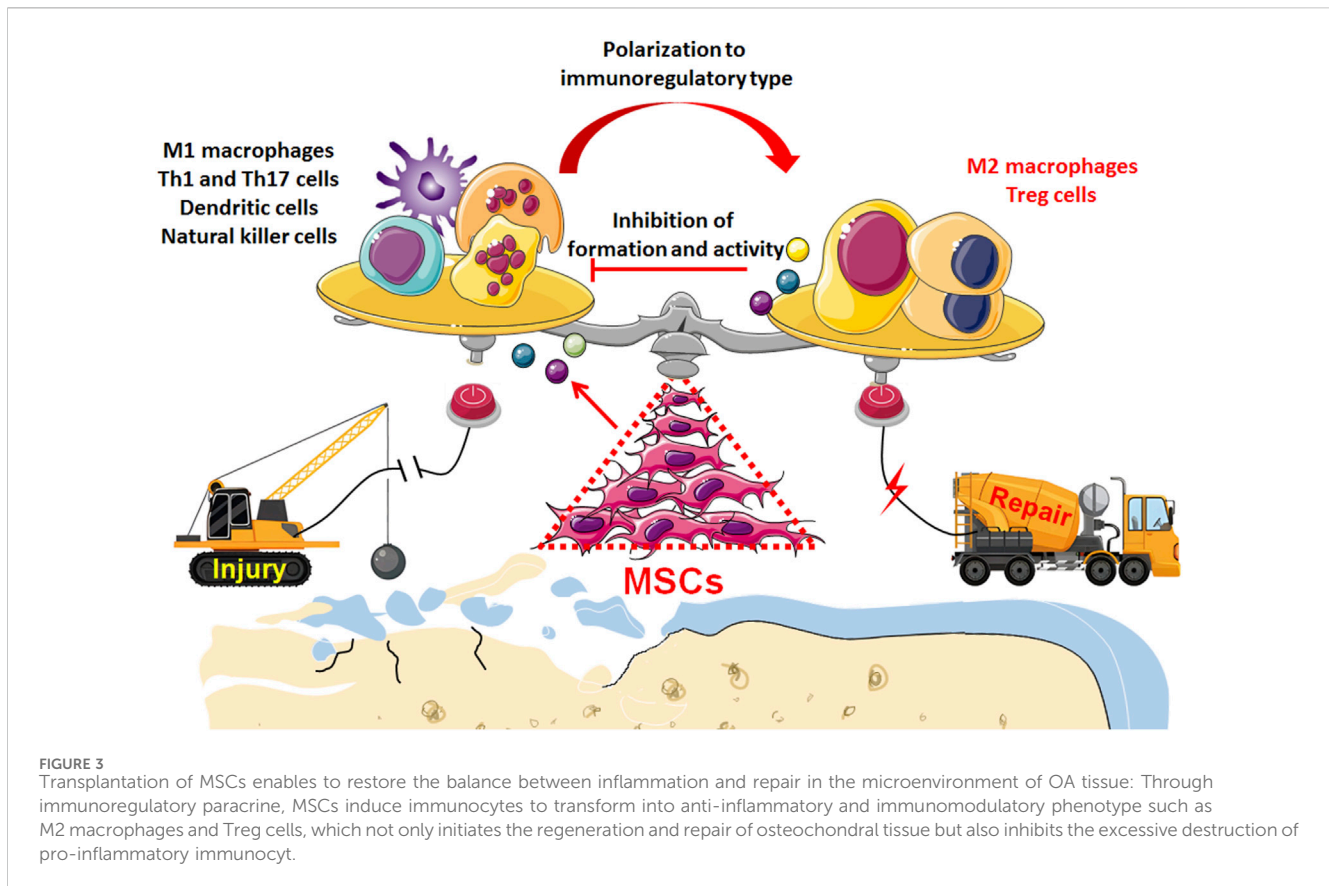 Polarization to
immunoregulatory type
M1 macrophages
Th1 and Th17 cells
Dendritic cells
Natural killer cells
M2 macrophages
Treg cells
Inhibition of
formation and activity
Injury
Repair
MSCs
FIGURE 3
Transplantation of MSCs enables to restore the balance between inflammation and repair in the microenvironment of OA tissue: Through
immunoregulatory paracrine, MSCs induce immunocytes to transform into anti-inflammatory and immunomodulatory phenotype such as
M2 macrophages and Treg cells, which not only initiates the regeneration and repair of osteochondral tissue but also inhibits the excessive destruction of
pro-inflammatory immunocyt.